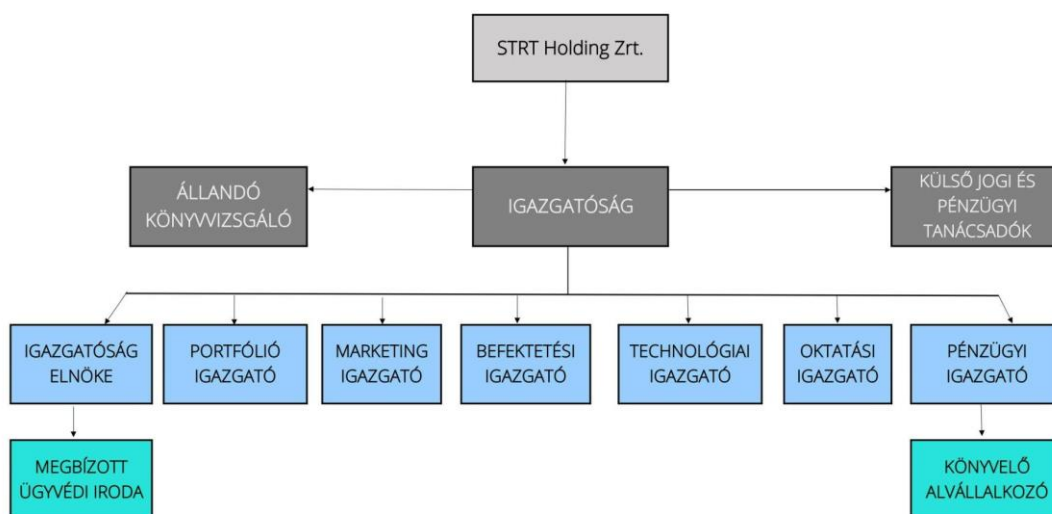 STRT Holding Zrt.
ÁLLANDÓ
KÖNYVVIZSGÁLÓ
IGAZGATÓSÁG
KÜLSŐ JOGI ÉS
PÉNZÜGYI
TANÁCSADÓK
IGAZGATÓSÁG
ELNÖKE
PORTFÓLIÓ
IGAZGATÓ
MARKETING
IGAZGATÓ
BEFEKTETÉSI
IGAZGATÓ
TECHNOLÓGIAI
IGAZGATÓ
OKTATÁSI
IGAZGATÓ
PÉNZÜGYI
IGAZGATÓ
MEGBÍZOTT
ÜGYVÉDI IRODA
KÖNYVELŐ
ALVÁLLALKOZÓ